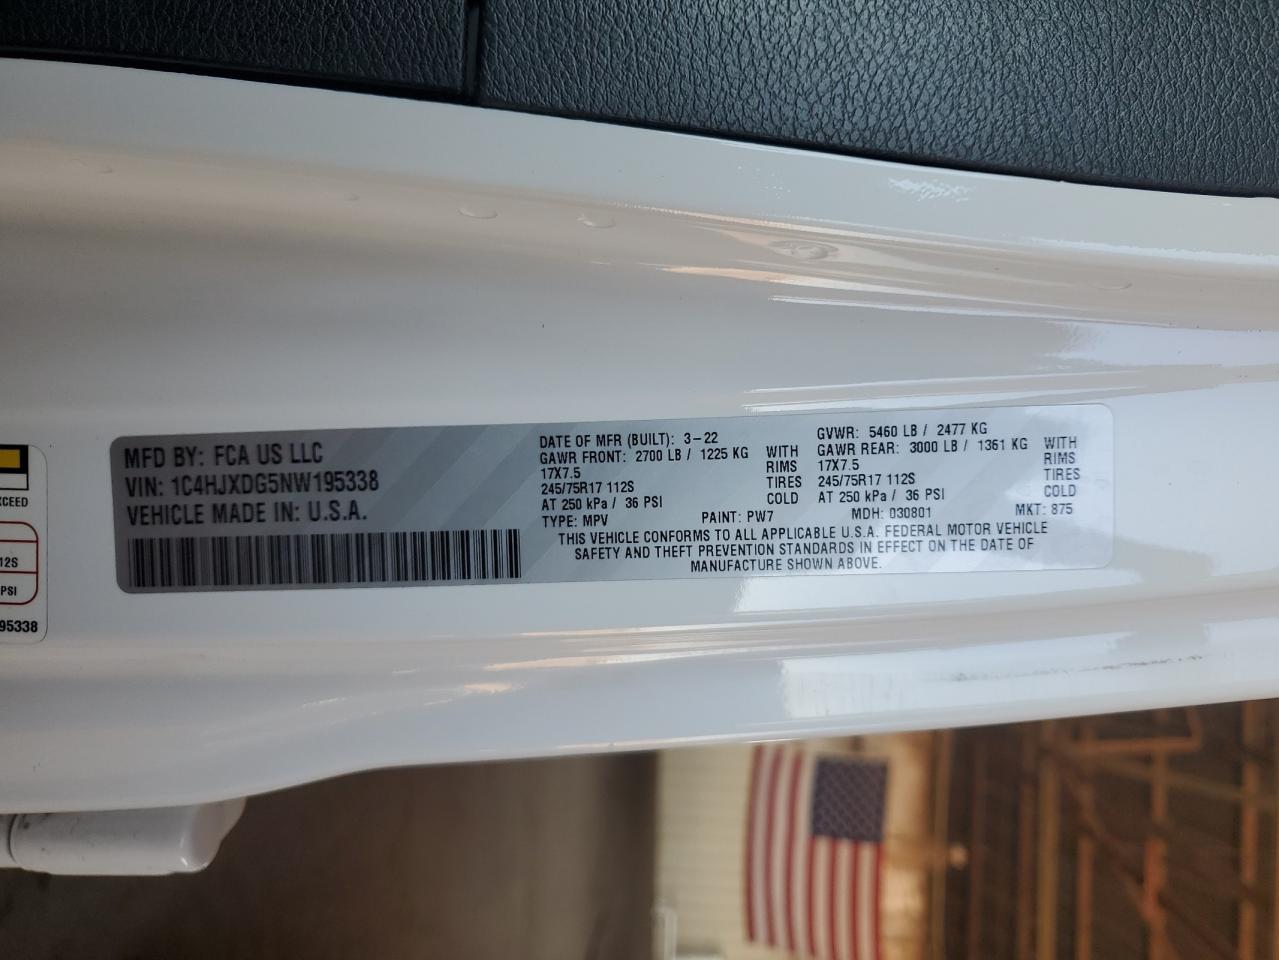 MFD BY: FCA US LLC
VIN: 1C4HJXDG5NW195338
VEHICLE MADE IN: U.S.A.
DATE OF MFR (BUILT): 3-22
GAWR FRONT: 2700 LB / 1225 KG
17X7.5
245/75R17 112S
AT 250 kPa / 36 PSI
WITH
RIMS
TIRES
COLD
GVWR: 5460 LB / 2477 KG
GAWR REAR: 3000 LB / 1361 KG
17X7.5
245/75R17 112S
AT 250 kPa / 36 PSI
WITH
RIMS
TIRES
COLD
TYPE: MPV PAINT: PW7 MDH: 030801 MKT: 875
THIS VEHICLE CONFORMS TO ALL APPLICABLE U.S.A. FEDERAL MOTOR VEHICLE
SAFETY AND THEFT PREVENTION STANDARDS IN EFFECT ON THE DATE OF
MANUFACTURE SHOWN ABOVE.
XCEED
12S
PSI
95338